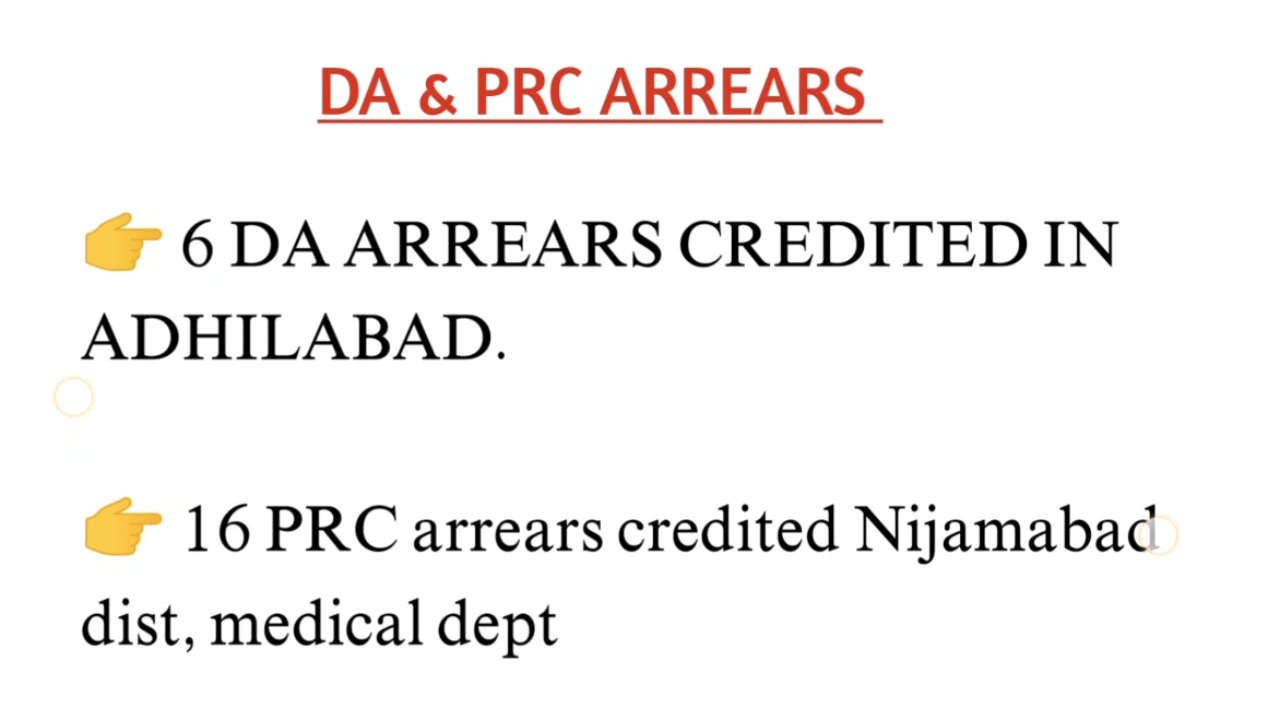 DA & PRC ARREARS
👉 6 DA ARREARS CREDITED IN
ADHILABAD.
👉 16 PRC arrears credited Nijamabad
dist, medical dept